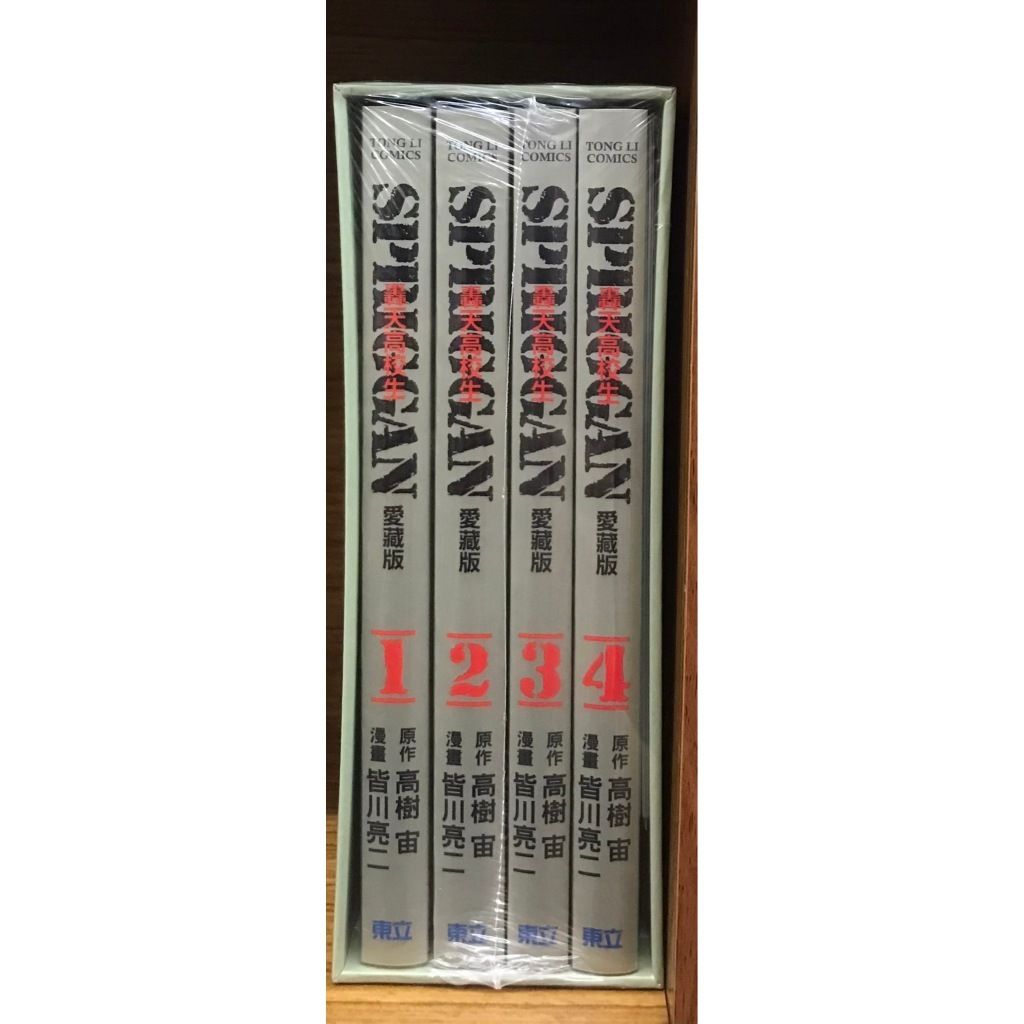 TONG LI
COMICS
SPRIGGAN
轟天高校生
愛藏版
1
原作 高樹 宙
漫畫 皆川亮二
東立
TONG LI
COMICS
SPRIGGAN
轟天高校生
愛藏版
2
原作 高樹 宙
漫畫 皆川亮二
東立
TONG LI
COMICS
SPRIGGAN
轟天高校生
愛藏版
3
原作 高樹 宙
漫畫 皆川亮二
東立
TONG LI
COMICS
SPRIGGAN
轟天高校生
愛藏版
4
原作 高樹 宙
漫畫 皆川亮二
東立